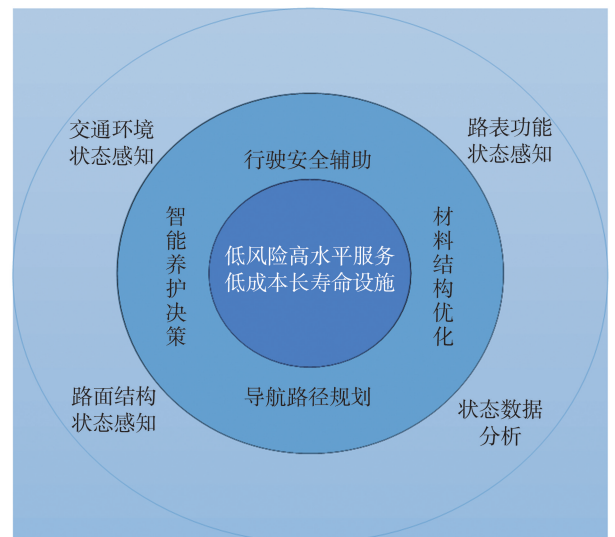 交通环境
状态感知
路表功能
状态感知
行驶安全辅助
智能养护决策
低风险高水平服务
低成本长寿命设施
材料结构优化
导航路径规划
路面结构
状态感知
状态数据
分析